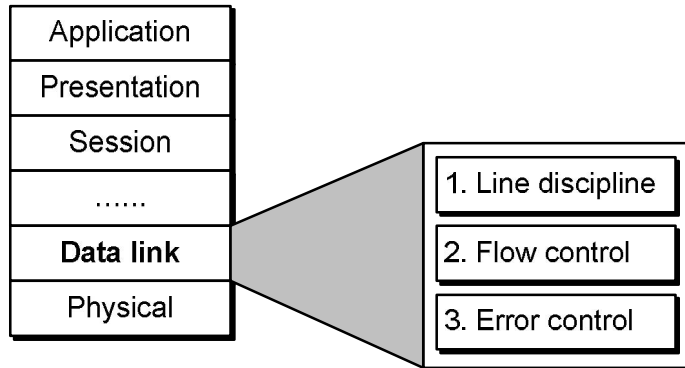 Application
Presentation
Session
......
Data link
Physical
1. Line discipline
2. Flow control
3. Error control